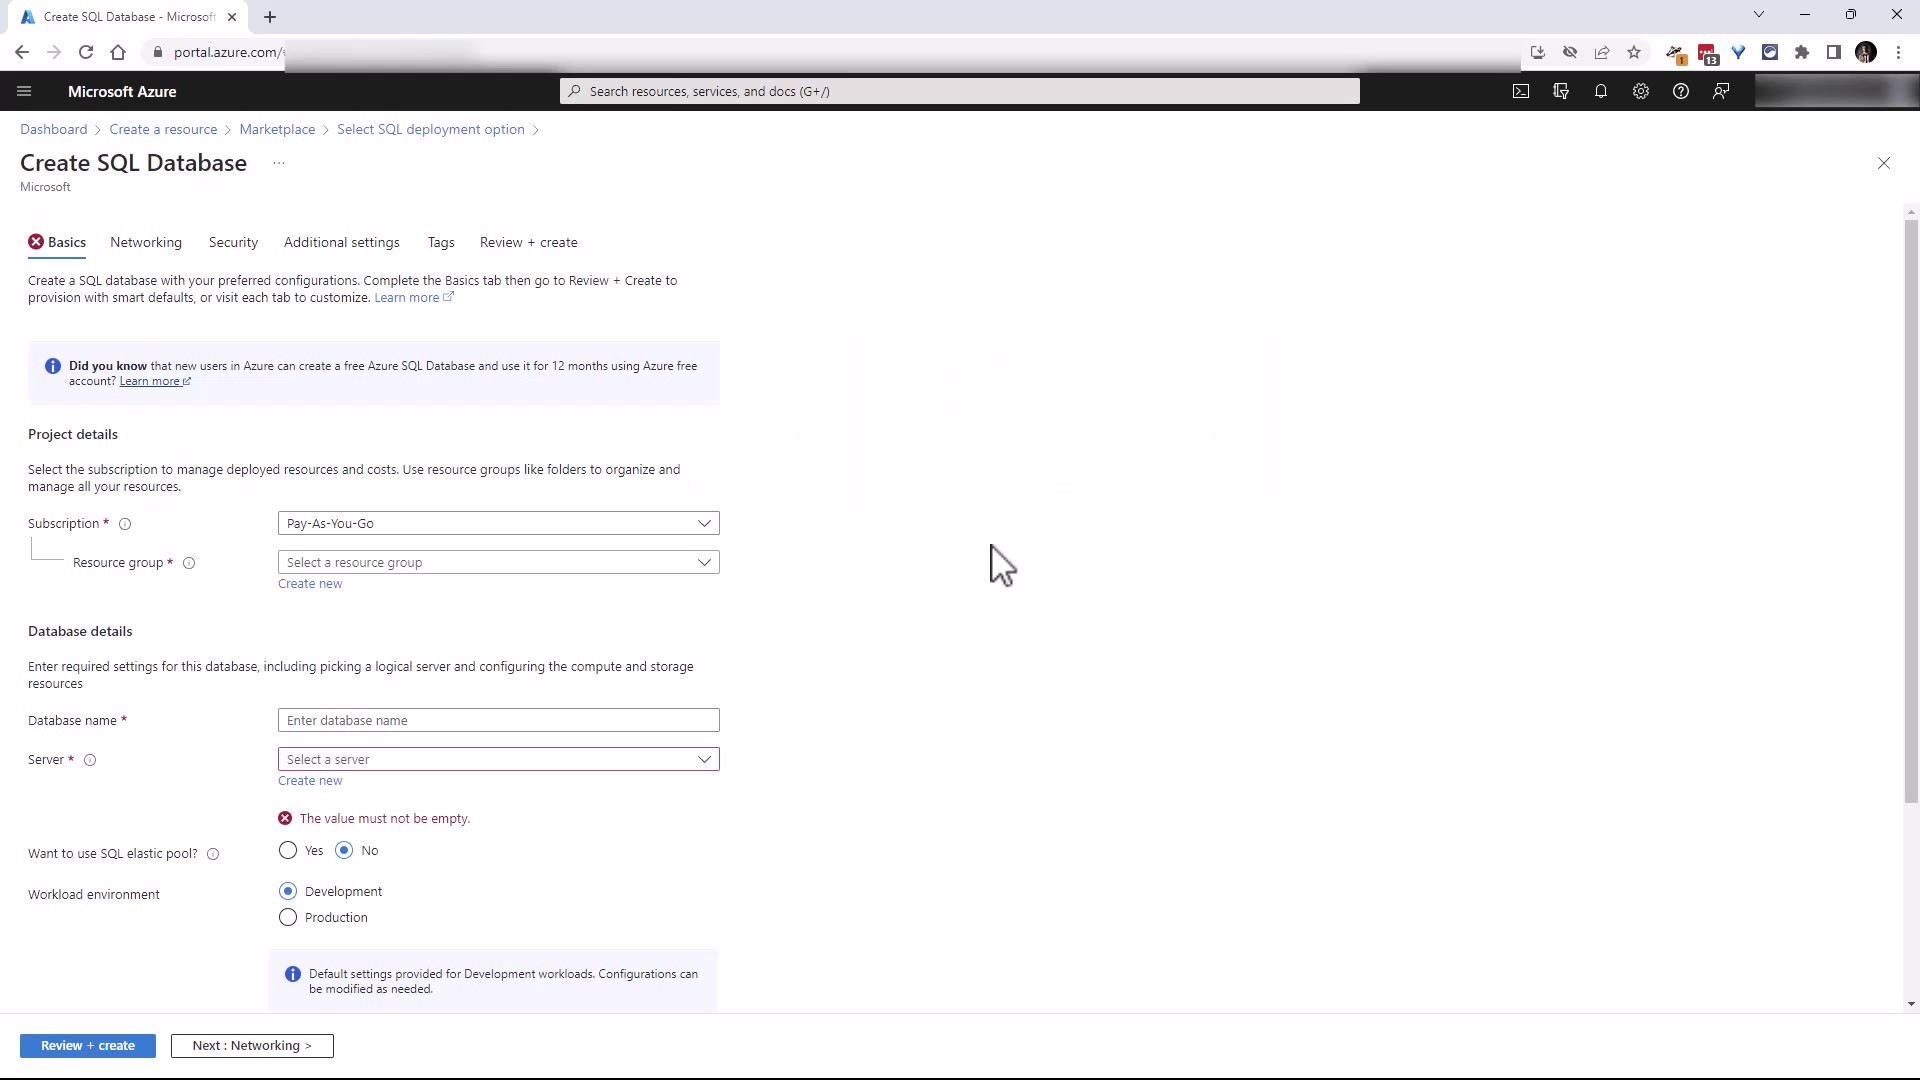 Create SQL Database - Microsoft
portal.azure.com/
1
13
Microsoft Azure
Search resources, services, and docs (G+/)
Dashboard > Create a resource > Marketplace > Select SQL deployment option >
Create SQL Database ...
Microsoft
Basics Networking Security Additional settings Tags Review + create
Create a SQL database with your preferred configurations. Complete the Basics tab then go to Review + Create to
provision with smart defaults, or visit each tab to customize. Learn more
Did you know that new users in Azure can create a free Azure SQL Database and use it for 12 months using Azure free
account? Learn more
Project details
Select the subscription to manage deployed resources and costs. Use resource groups like folders to organize and
manage all your resources.
Subscription * Pay-As-You-Go
Resource group * Select a resource group
Create new
Database details
Enter required settings for this database, including picking a logical server and configuring the compute and storage
resources
Database name * Enter database name
Server * Select a server
Create new
The value must not be empty.
Want to use SQL elastic pool? Yes No
Workload environment Development
Production
Default settings provided for Development workloads. Configurations can
be modified as needed.
Review + create Next : Networking >